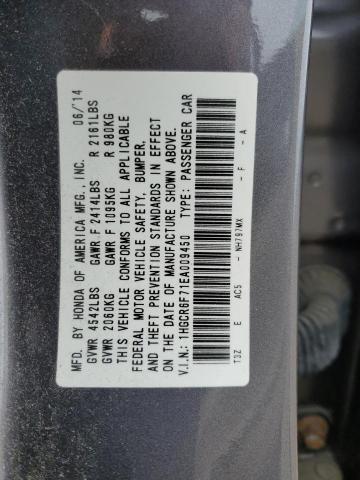 MFD. BY HONDA OF AMERICA MFG., INC. 06/'14
GVWR 4542LBS GAWR F 2414LBS R 2161LBS
GVWR 2060KG GAWR F 1095KG R 980KG
THIS VEHICLE CONFORMS TO ALL APPLICABLE
FEDERAL MOTOR VEHICLE SAFETY, BUMPER,
AND THEFT PREVENTION STANDARDS IN EFFECT
ON THE DATE OF MANUFACTURE SHOWN ABOVE.
V.I.N.: 1HGCR6F71EA009450 TYPE: PASSENGER CAR
T3Z E AC5 - NH797MX - F - A